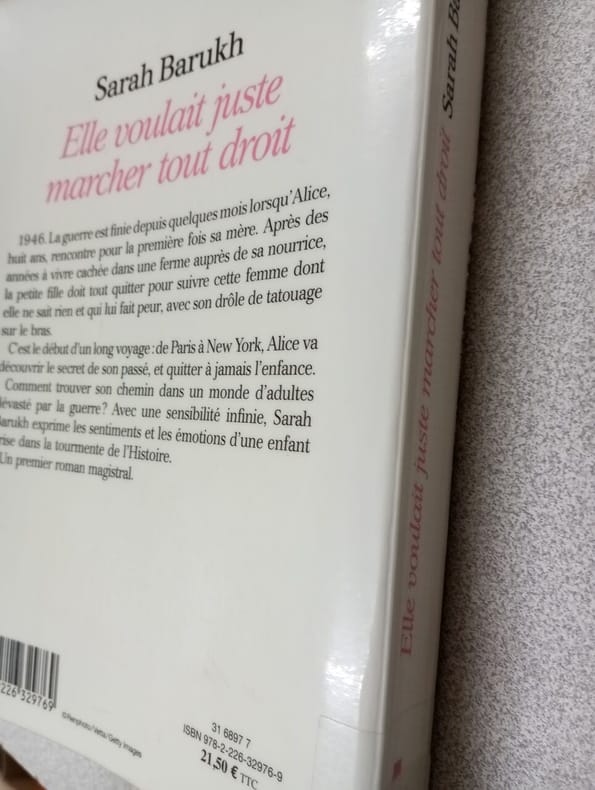 Sarah Barukh
Elle voulait juste
marcher tout droit
1946. La guerre est finie depuis quelques mois lorsqu'Alice,
huit ans, rencontre pour la première fois sa mère. Après des
années à vivre cachée dans une ferme auprès de sa nourrice,
la petite fille doit tout quitter pour suivre cette femme dont
elle ne sait rien et qui lui fait peur, avec son drôle de tatouage
sur le bras.
C'est le début d'un long voyage : de Paris à New York, Alice va
découvrir le secret de son passé, et quitter à jamais l'enfance.
Comment trouver son chemin dans un monde d'adultes
dévasté par la guerre ? Avec une sensibilité infinie, Sarah
Barukh exprime les sentiments et les émotions d'une enfant
prise dans la tourmente de l'Histoire.
Un premier roman magistral.
226 329769
©Plainphoto/Vetta/Getty Images
31 6897 7
ISBN 978-2-226-32976-9
21,50 € TTC
Elle voulait juste marcher tout droit Sarah Ba